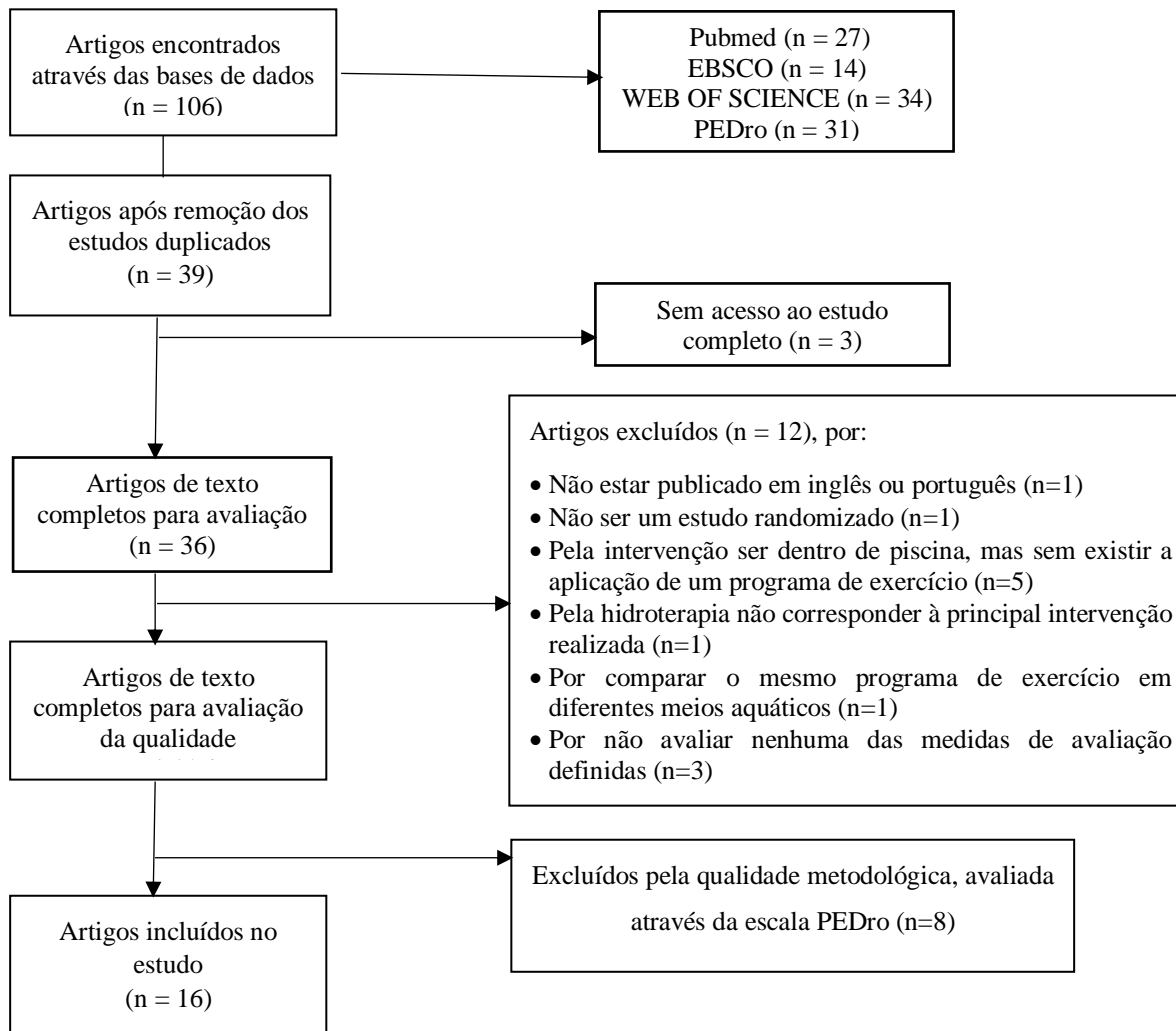 Artigos encontrados
através das bases de dados
(n = 106)
Pubmed (n = 27)
EBSCO (n = 14)
WEB OF SCIENCE (n = 34)
PEDro (n = 31)
Artigos após remoção dos
estudos duplicados
(n = 39)
Sem acesso ao estudo
completo (n = 3)
Artigos de texto
completos para avaliação
(n = 36)
Artigos excluídos (n = 12), por:
• Não estar publicado em inglês ou português (n=1)
• Não ser um estudo randomizado (n=1)
• Pela intervenção ser dentro de piscina, mas sem existir a
aplicação de um programa de exercício (n=5)
• Pela hidroterapia não corresponder à principal intervenção
realizada (n=1)
• Por comparar o mesmo programa de exercício em
diferentes meios aquáticos (n=1)
• Por não avaliar nenhuma das medidas de avaliação
definidas (n=3)
Artigos de texto
completos para avaliação
da qualidade
Excluídos pela qualidade metodológica, avaliada
através da escala PEDro (n=8)
Artigos incluídos no
estudo
(n = 16)